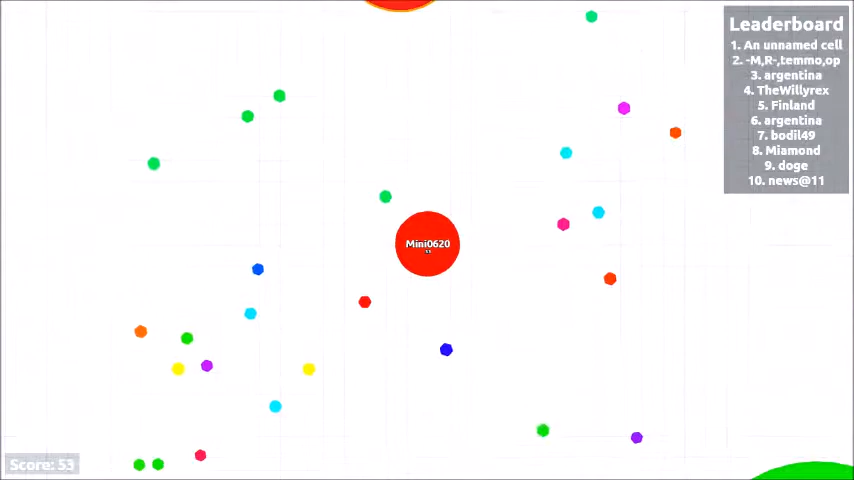 Leaderboard
1. An unnamed cell
2. -M,R-,temmo,op
3. argentina
4. TheWillyrex
5. Finland
6. argentina
7. bodil49
8. Miamond
9. doge
10. news@11
Mini0620
Score: 53